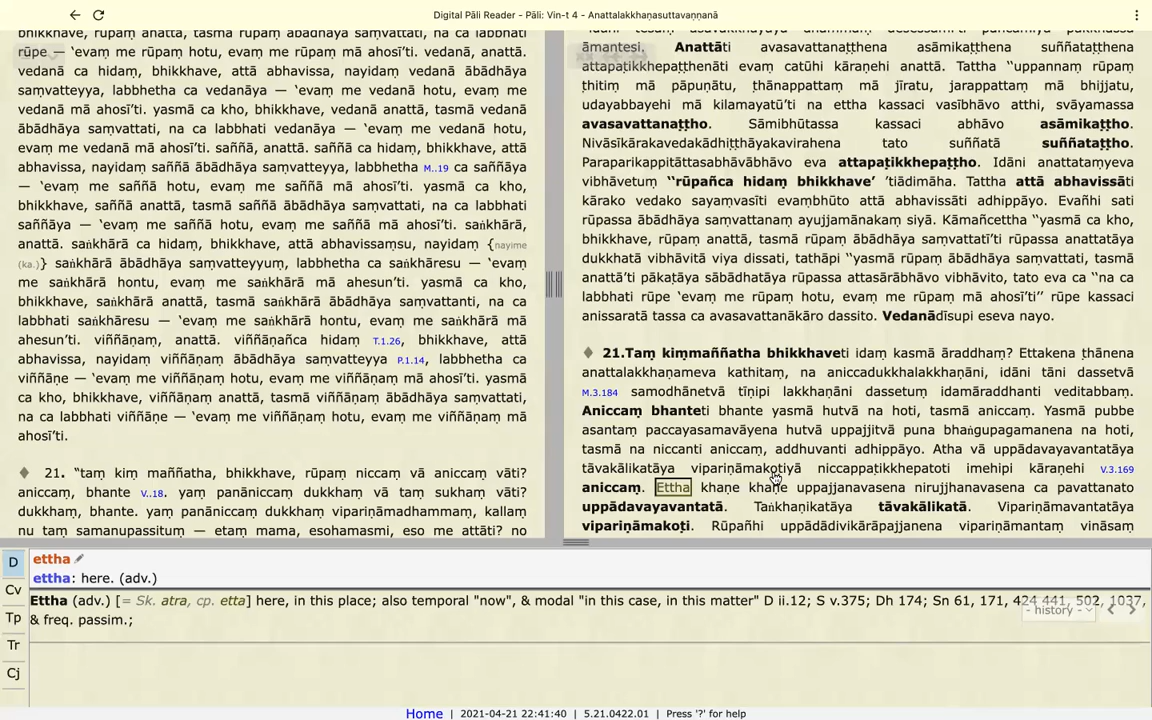 Digital Pāli Reader - Pāli: Vin-t 4 - Anattalakkhaṇasuttavaṇṇanā
bhikkhave, rūpaṃ anattā, tasmā rūpaṃ ābādhāya saṃvattati, na ca labbhati
rūpe — ‘evaṃ me rūpaṃ hotu, evaṃ me rūpaṃ mā ahosī’ti. vedanā, anattā.
vedanā ca hidaṃ, bhikkhave, attā abhavissa, nayidaṃ vedanā ābādhāya
saṃvatteyya, labbhetha ca vedanāya — ‘evaṃ me vedanā hotu, evaṃ me
vedanā mā ahosī’ti. yasmā ca kho, bhikkhave, vedanā anattā, tasmā vedanā
ābādhāya saṃvattati, na ca labbhati vedanāya — ‘evaṃ me vedanā hotu,
evaṃ me vedanā mā ahosī’ti. saññā, anattā. saññā ca hidaṃ, bhikkhave, attā
abhavissa, nayidaṃ saññā ābādhāya saṃvatteyya, labbhetha M..19 ca saññāya
— ‘evaṃ me saññā hotu, evaṃ me saññā mā ahosī’ti. yasmā ca kho,
bhikkhave, saññā anattā, tasmā saññā ābādhāya saṃvattati, na ca labbhati
saññāya — ‘evaṃ me saññā hotu, evaṃ me saññā mā ahosī’ti. saṅkhārā,
anattā. saṅkhārā ca hidaṃ, bhikkhave, attā abhavissaṃsu, nayidaṃ {nayime
(ka.)} saṅkhārā ābādhāya saṃvatteyyuṃ, labbhetha ca saṅkhāresu — ‘evaṃ
me saṅkhārā hontu, evaṃ me saṅkhārā mā ahesun’ti. yasmā ca kho,
bhikkhave, saṅkhārā anattā, tasmā saṅkhārā ābādhāya saṃvattanti, na ca
labbhati saṅkhāresu — ‘evaṃ me saṅkhārā hontu, evaṃ me saṅkhārā mā
ahesun’ti. viññāṇaṃ, anattā. viññāṇañca hidaṃ T.1.26, bhikkhave, attā
abhavissa, nayidaṃ viññāṇaṃ ābādhāya saṃvatteyya P.1.14, labbhetha ca
viññāṇe — ‘evaṃ me viññāṇaṃ hotu, evaṃ me viññāṇaṃ mā ahosī’ti. yasmā
ca kho, bhikkhave, viññāṇaṃ anattā, tasmā viññāṇaṃ ābādhāya saṃvattati,
na ca labbhati viññāṇe — ‘evaṃ me viññāṇaṃ hotu, evaṃ me viññāṇaṃ mā
ahosī’ti.
♦ 21. “taṃ kiṃ maññatha, bhikkhave, rūpaṃ niccaṃ vā aniccaṃ vāti?
aniccaṃ, bhante V..18. yaṃ panāniccaṃ dukkhaṃ vā taṃ sukhaṃ vāti?
dukkhaṃ, bhante. yaṃ panāniccaṃ dukkhaṃ vipariṇāmadhammaṃ, kallaṃ
nu taṃ samanupassituṃ — etaṃ mama, esohamasmi, eso me attāti? no
āmantesi. Anattāti avasavattanaṭṭhena asāmikaṭṭhena suññataṭṭhena
attapaṭikkhepaṭṭhenāti evaṃ catūhi kāraṇehi anattā. Tattha “uppannaṃ rūpaṃ
ṭhitiṃ mā pāpuṇātu, ṭhānappattaṃ mā jīratu, jarappattaṃ mā bhijjatu,
udayabbayehi mā kilamayatū’ti na ettha kassaci vasībhāvo atthi, svāyamassa
avasavattanaṭṭho. Sāmibhūtassa kassaci abhāvo asāmikaṭṭho.
Nivāsīkārakavedakādhiṭṭhāyakavirahena tato suññatā suññataṭṭho.
Paraparikappitāttasabhāvābhāvo eva attapaṭikkhepaṭṭho. Idāni anattatamyeva
vibhāvetuṃ “rūpañca hidaṃ bhikkhave’ ’tiādimāha. Tattha attā abhavissāti
kārako vedako sayaṃvasīti evaṃbhūto attā abhavissāti adhippāyo. Evañhi sati
rūpassa ābādhāya saṃvattanaṃ ayujjamānakaṃ siyā. Kāmañcettha “yasmā ca kho,
bhikkhave, rūpaṃ anattā, tasmā rūpaṃ ābādhāya saṃvattatī’ti rūpassa anattatāya
dukkhatā vibhāvitā viya dissati, tathāpi “yasmā rūpaṃ ābādhāya saṃvattati, tasmā
anattā’ti pākaṭāya sābādhatāya rūpassa attasārābhāvo vibhāvito, tato eva ca “na ca
labbhati rūpe ‘evaṃ me rūpaṃ hotu, evaṃ me rūpaṃ mā ahosī’ti” rūpe kassaci
anissaratā tassa ca avasavattanākāro dassito. Vedanādīsupi eseva nayo.
♦ 21.Taṃ kiṃmaññatha bhikkhaveti idaṃ kasmā āraddhaṃ? Ettakena ṭhānena
anattalakkhaṇameva kathitaṃ, na aniccadukkhalakkhaṇāni, idāni tāni dassetvā
M.3.184 samodhānetvā tīṇipi lakkhaṇāni dassetuṃ idamāraddhanti veditabbaṃ.
Aniccaṃ bhanteti bhante yasmā hutvā na hoti, tasmā aniccaṃ. Yasmā pubbe
asantaṃ paccayasamavāyena hutvā uppajjitvā puna bhaṅgupagamanena na hoti,
tasmā na niccanti aniccaṃ, addhuvanti adhippāyo. Atha vā uppādavayavantatāya
tāvakālikatāya vipariṇāmakoṭiyā niccappaṭikkhepatoti imehipi kāraṇehi V.3.169
aniccaṃ. Ettha khaṇe khaṇe uppajjanavasena nirujjhanavasena ca pavattanato
uppādavayavantatā. Taṅkhaṇikatāya tāvakālikatā. Vipariṇāmavantatāya
vipariṇāmakoṭi. Rūpañhi uppādādivikārāpajjanena vipariṇāmantaṃ vināsaṃ
D
Cv
Tp
Tr
Cj
ettha
ettha: here. (adv.)
Ettha (adv.) [= Sk. atra, cp. etta] here, in this place; also temporal "now", & modal "in this case, in this matter" D ii.12; S v.375; Dh 174; Sn 61, 171, 424 441, 502, 1037,
& freq. passim.;
- history -
Home | 2021-04-21 22:41:40 | 5.21.0422.01 | Press '?' for help